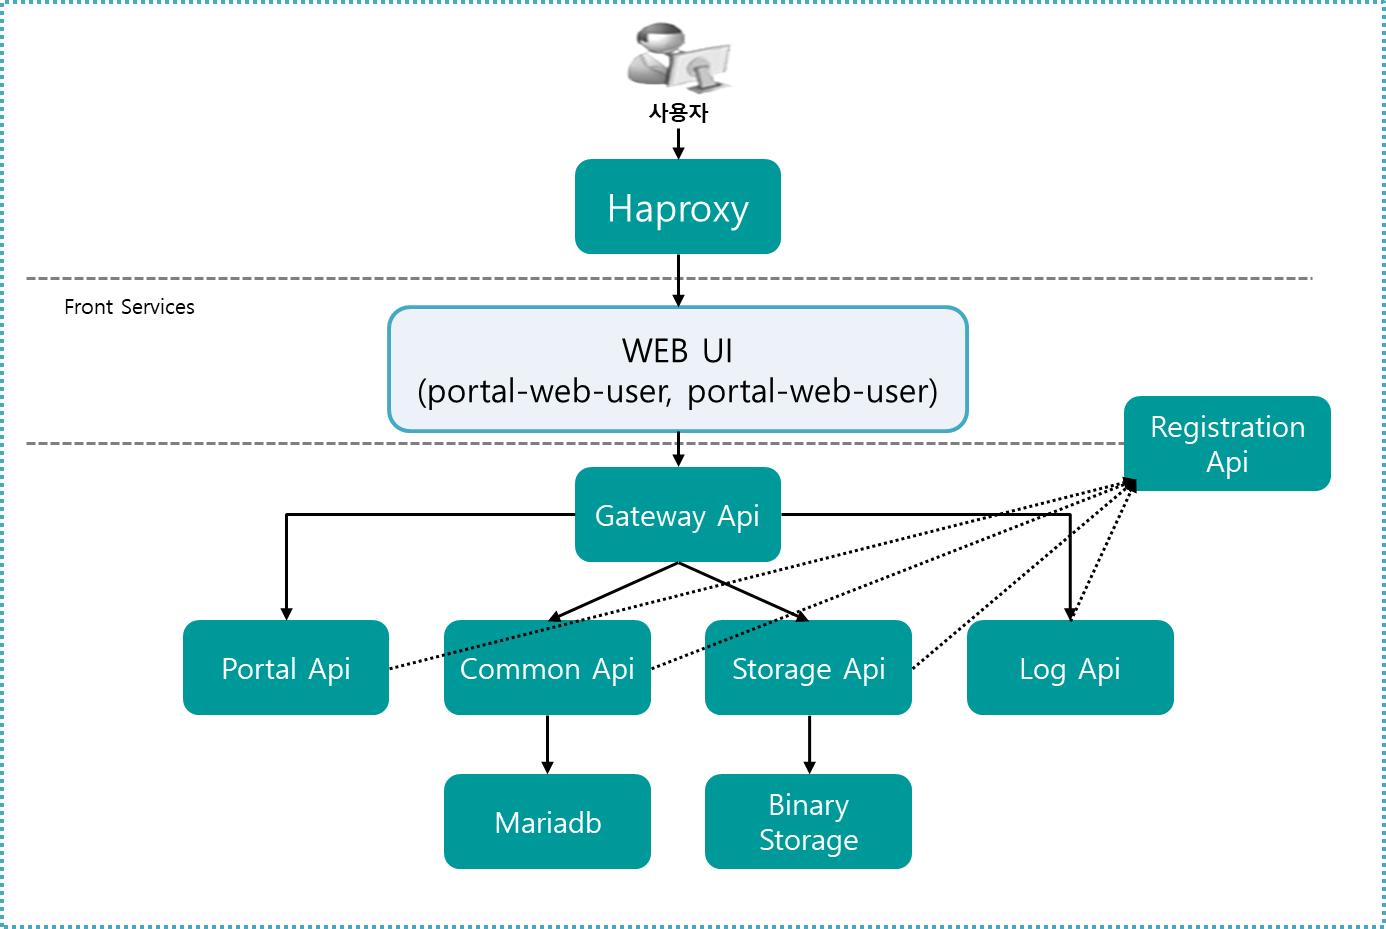 사용자
Haproxy
Front Services
WEB UI
(portal-web-user, portal-web-user)
Registration
Api
Gateway Api
Portal Api
Common Api
Storage Api
Log Api
Mariadb
Binary
Storage